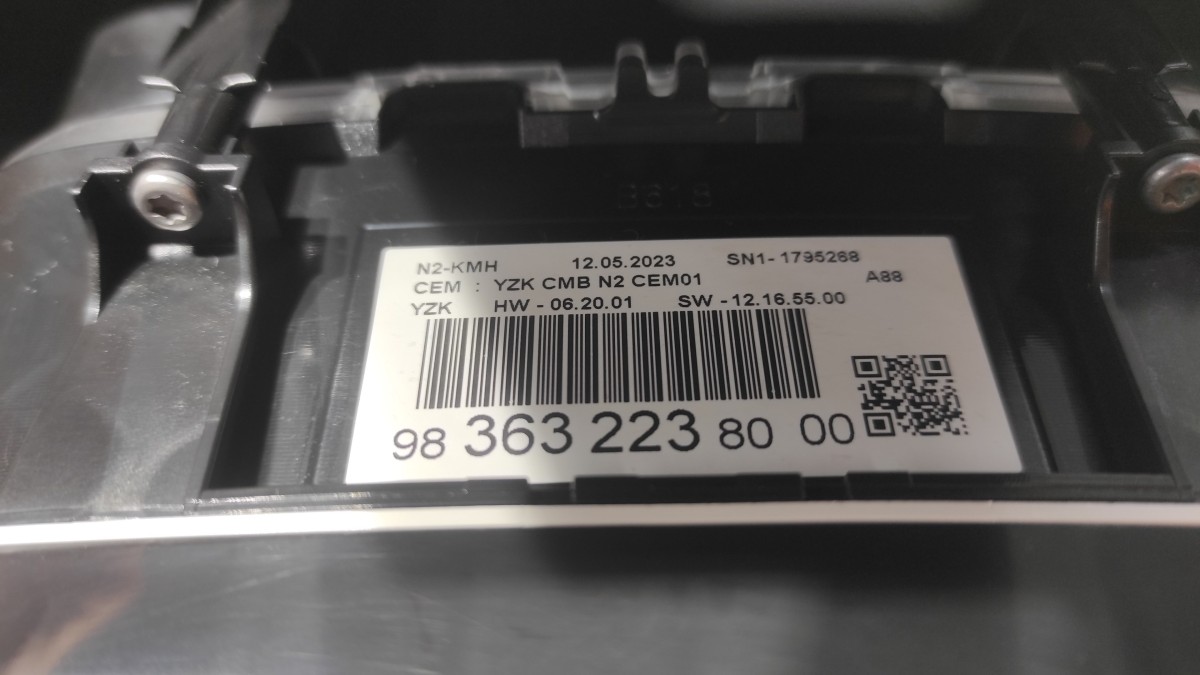 B618
N2-KMH 12.05.2023 SN1-1795268
CEM : YZK CMB N2 CEM01 A88
YZK HW - 06.20.01 SW - 12.16.55.00
98 363 223 80 00